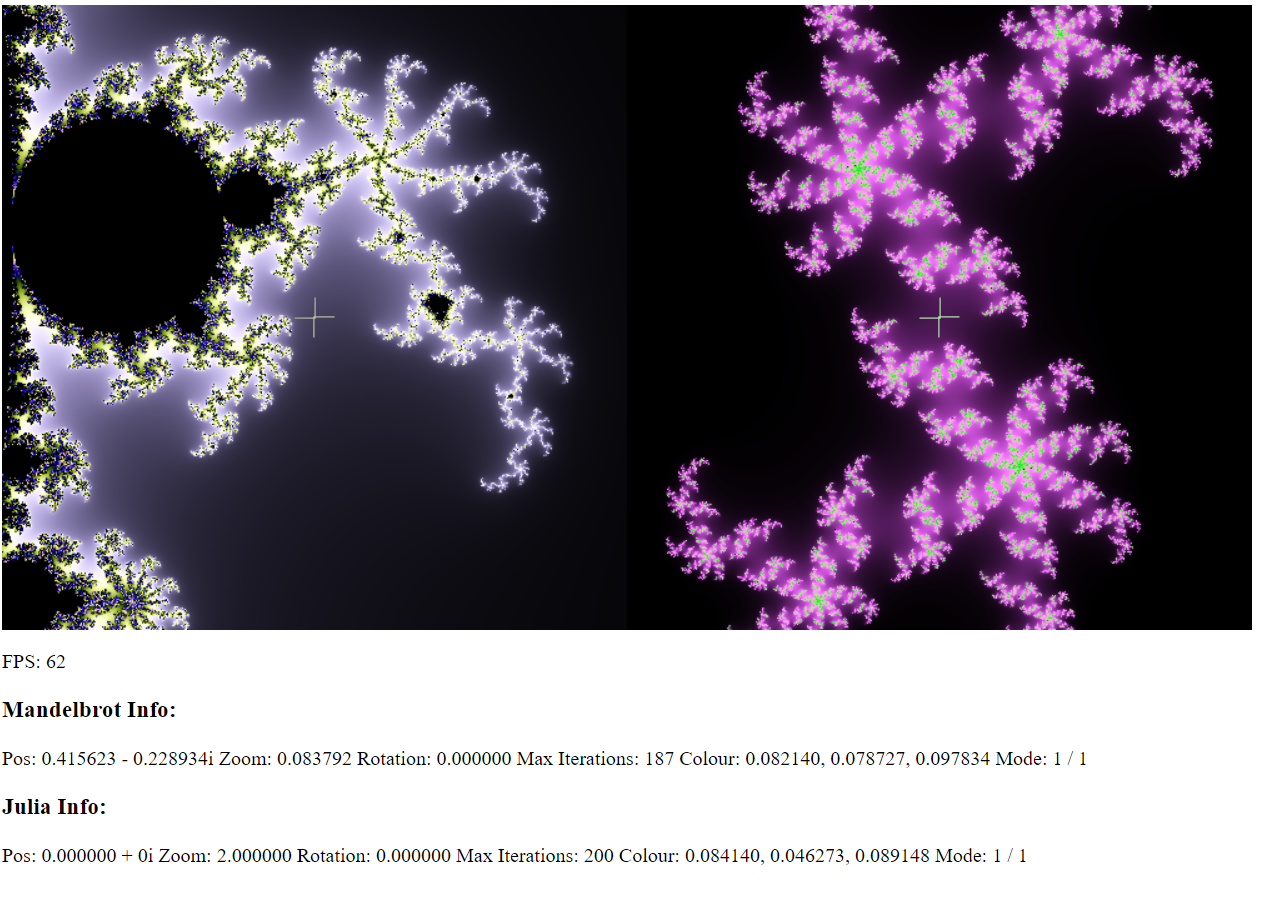 FPS: 62
Mandelbrot Info:
Pos: 0.415623 - 0.228934i Zoom: 0.083792 Rotation: 0.000000 Max Iterations: 187 Colour: 0.082140, 0.078727, 0.097834 Mode: 1 / 1
Julia Info:
Pos: 0.000000 + 0i Zoom: 2.000000 Rotation: 0.000000 Max Iterations: 200 Colour: 0.084140, 0.046273, 0.089148 Mode: 1 / 1